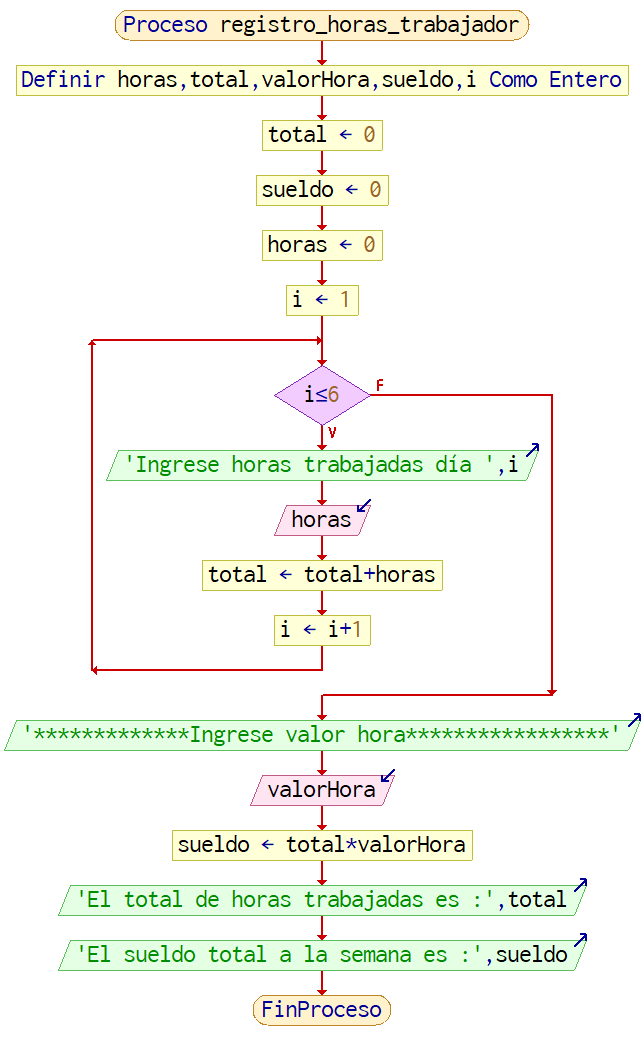 Proceso registro_horas_trabajador
Definir horas,total,valorHora,sueldo,i Como Entero
total ← 0
sueldo ← 0
horas ← 0
i ← 1
i≤6
F
V
'Ingrese horas trabajadas día ',i
horas
total ← total+horas
i ← i+1
'*************Ingrese valor hora*****************'
valorHora
sueldo ← total*valorHora
'El total de horas trabajadas es :',total
'El sueldo total a la semana es :',sueldo
FinProceso